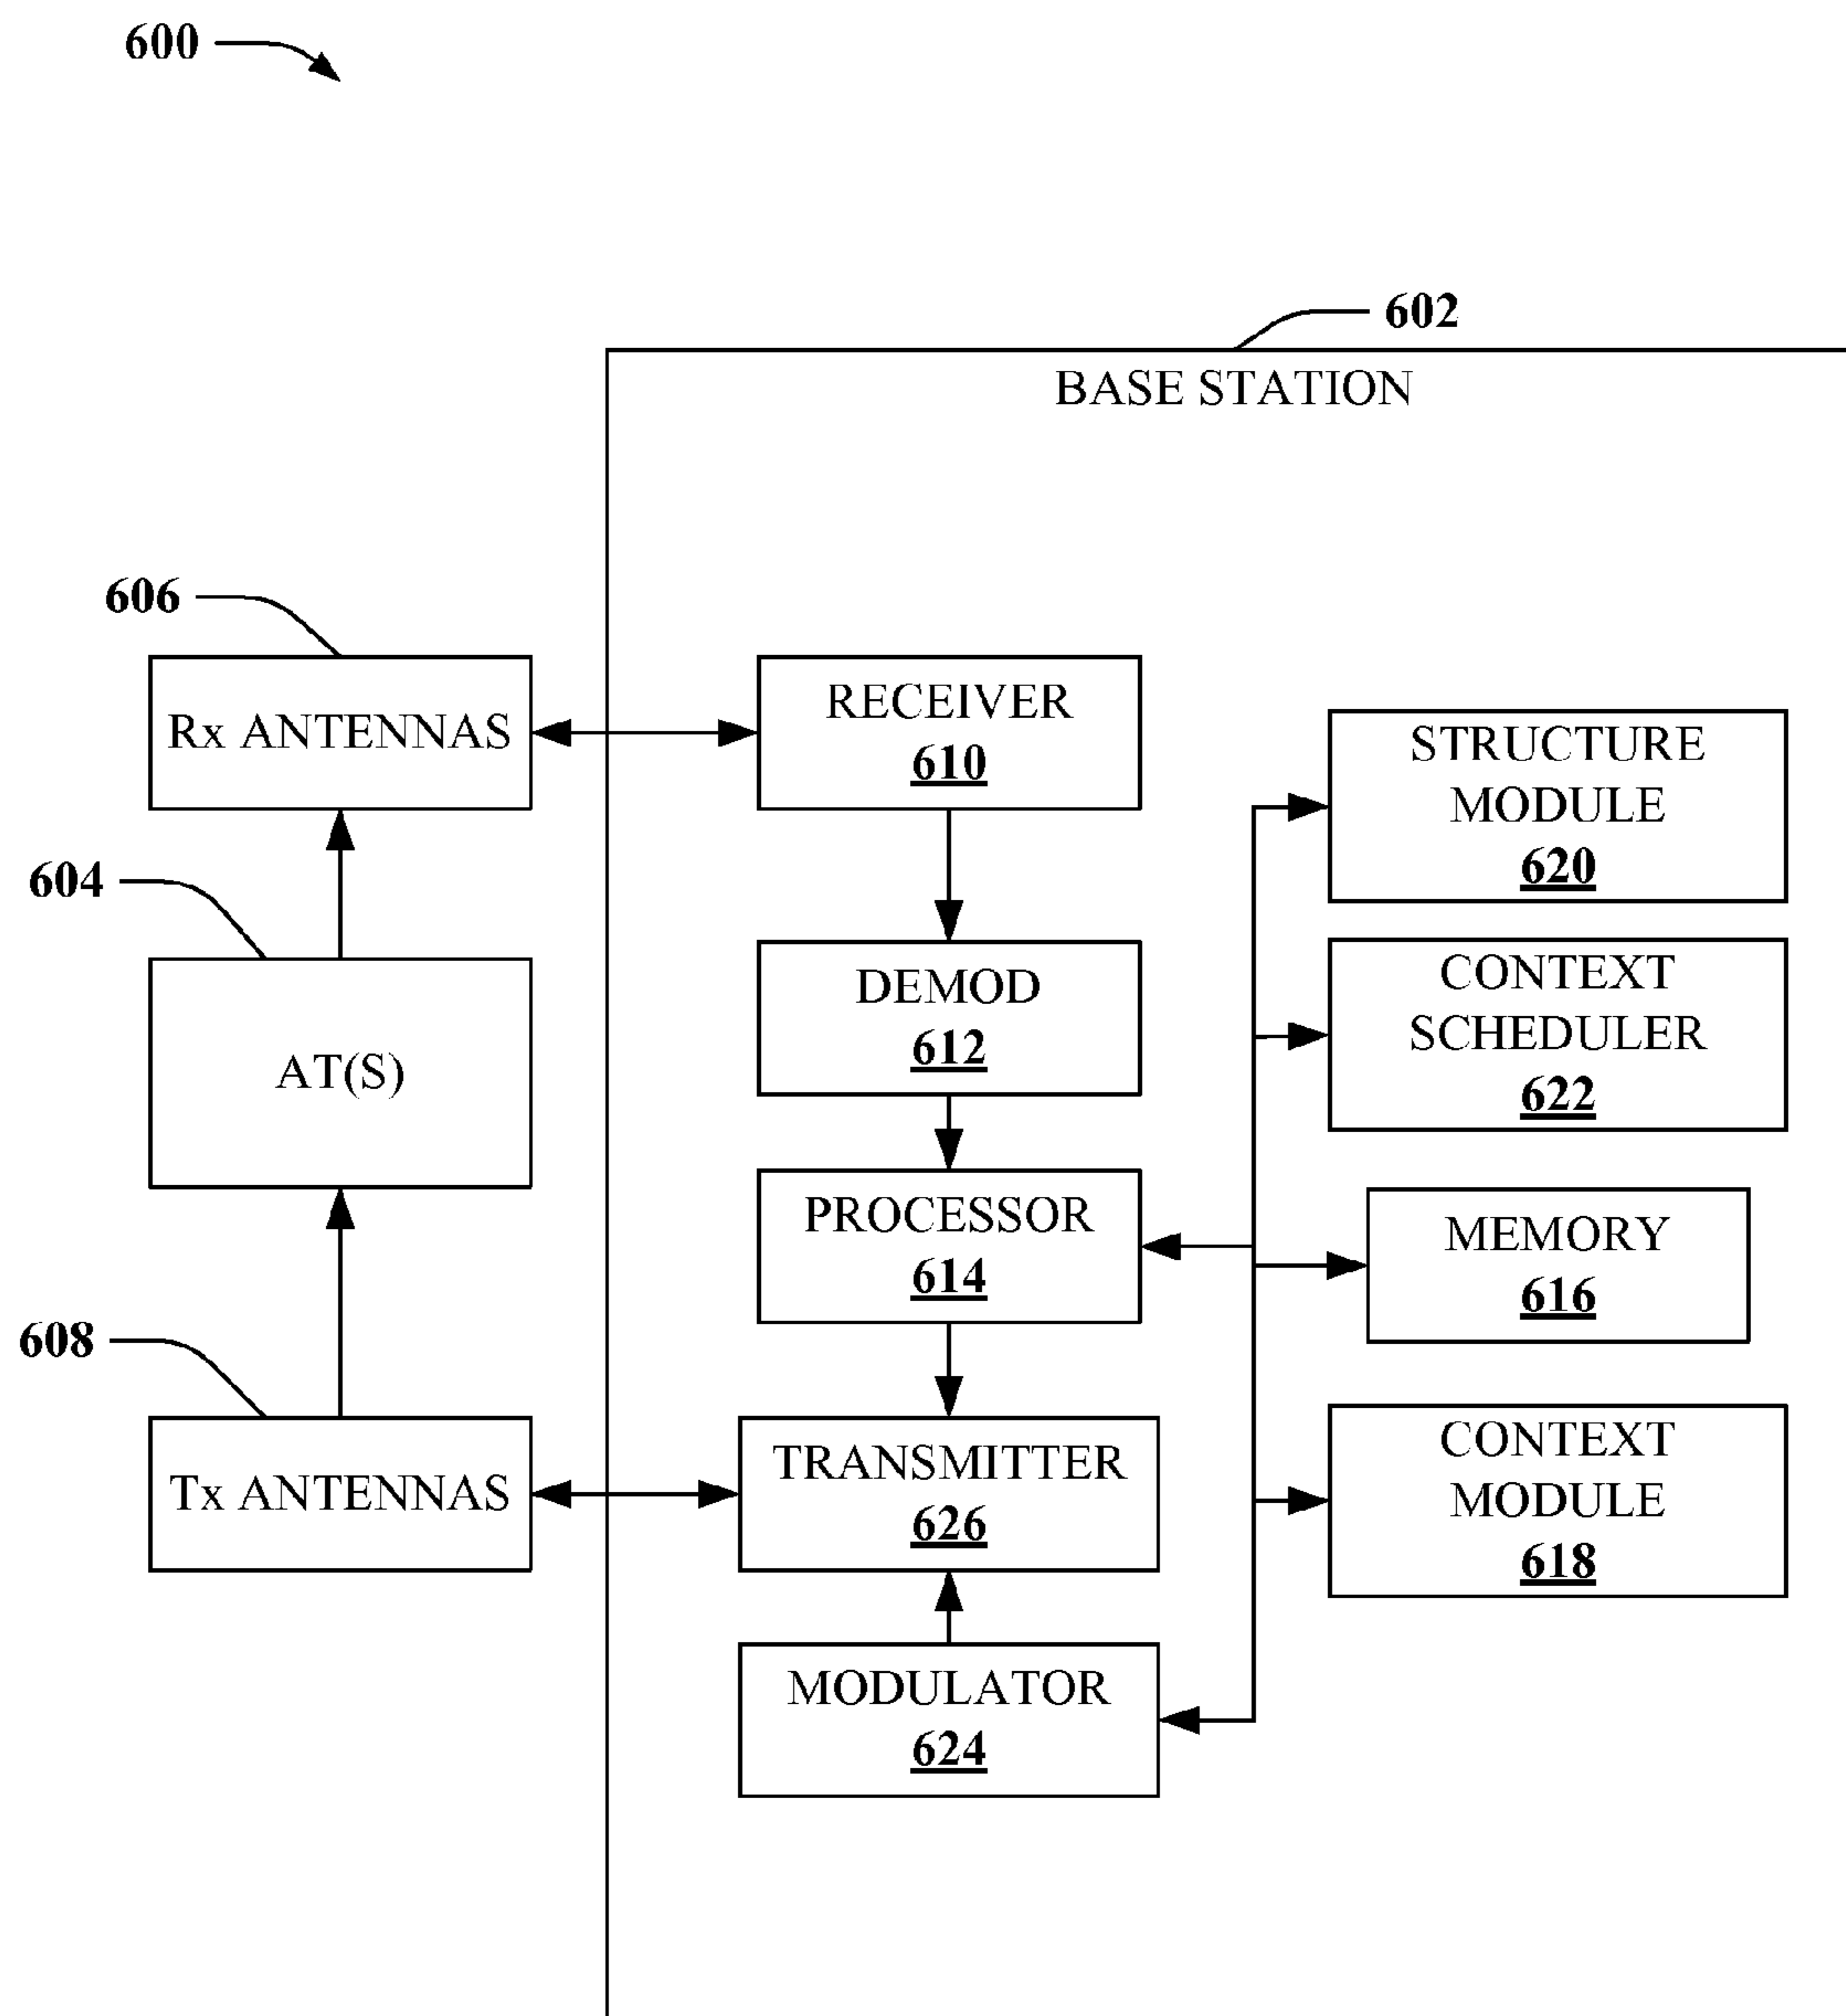 600
602
BASE STATION
606
Rx ANTENNAS
RECEIVER
610
STRUCTURE
MODULE
620
604
AT(S)
DEMOD
612
CONTEXT
SCHEDULER
622
PROCESSOR
614
MEMORY
616
608
Tx ANTENNAS
TRANSMITTER
626
CONTEXT
MODULE
618
MODULATOR
624